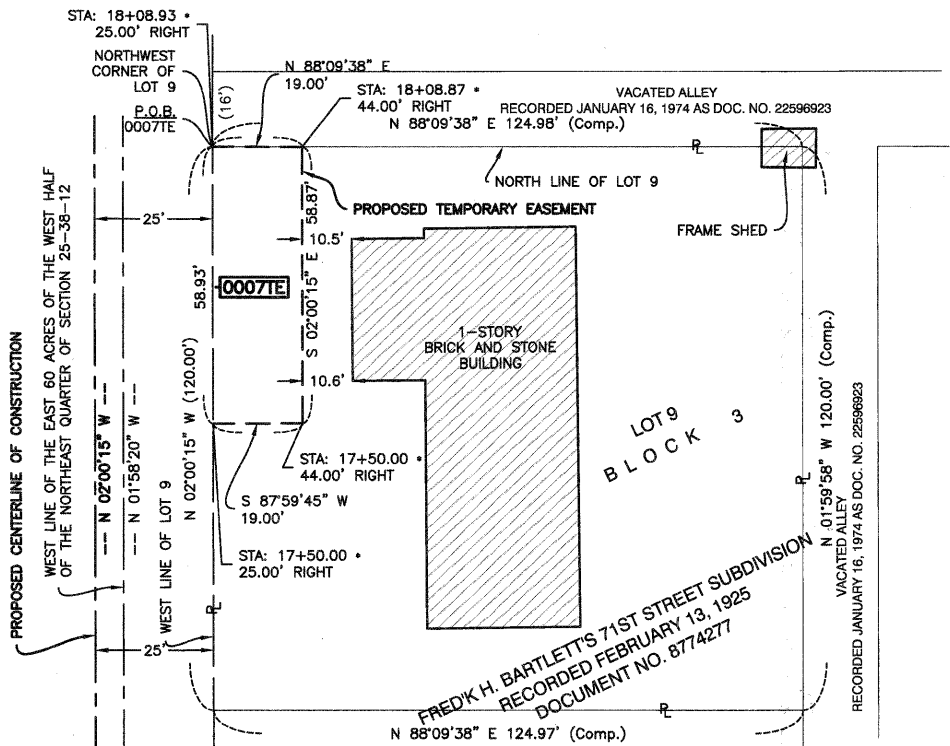 STA: 18+08.93 *
25.00' RIGHT
NORTHWEST
CORNER OF
LOT 9
P.O.B.
0007TE
(16')
N 88°09'38" E
19.00'
STA: 18+08.87 *
44.00' RIGHT
VACATED ALLEY
RECORDED JANUARY 16, 1974 AS DOC. NO. 22596923
N 88°09'38" E 124.98' (Comp.)
PL
NORTH LINE OF LOT 9
FRAME SHED
PROPOSED TEMPORARY EASEMENT
25'
58.87'
10.5'
S 02°00'15" E
10.6'
58.93'
0007TE
1-STORY
BRICK AND STONE
BUILDING
LOT 9
BLOCK 3
PROPOSED CENTERLINE OF CONSTRUCTION
WEST LINE OF THE EAST 60 ACRES OF THE WEST HALF
OF THE NORTHEAST QUARTER OF SECTION 25-38-12
--- N 02°00'15" W ---
--- N 01°58'20" W ---
WEST LINE OF LOT 9
N 02°00'15" W (120.00')
STA: 17+50.00 *
44.00' RIGHT
S 87°59'45" W
19.00'
STA: 17+50.00 *
25.00' RIGHT
PL
25'
PL
N 01°59'58" W 120.00' (Comp.)
VACATED ALLEY
RECORDED JANUARY 16, 1974 AS DOC. NO. 22596923
FRED'K H. BARTLETT'S 71ST STREET SUBDIVISION
RECORDED FEBRUARY 13, 1925
DOCUMENT NO. 8774277
PL
N 88°09'38" E 124.97' (Comp.)